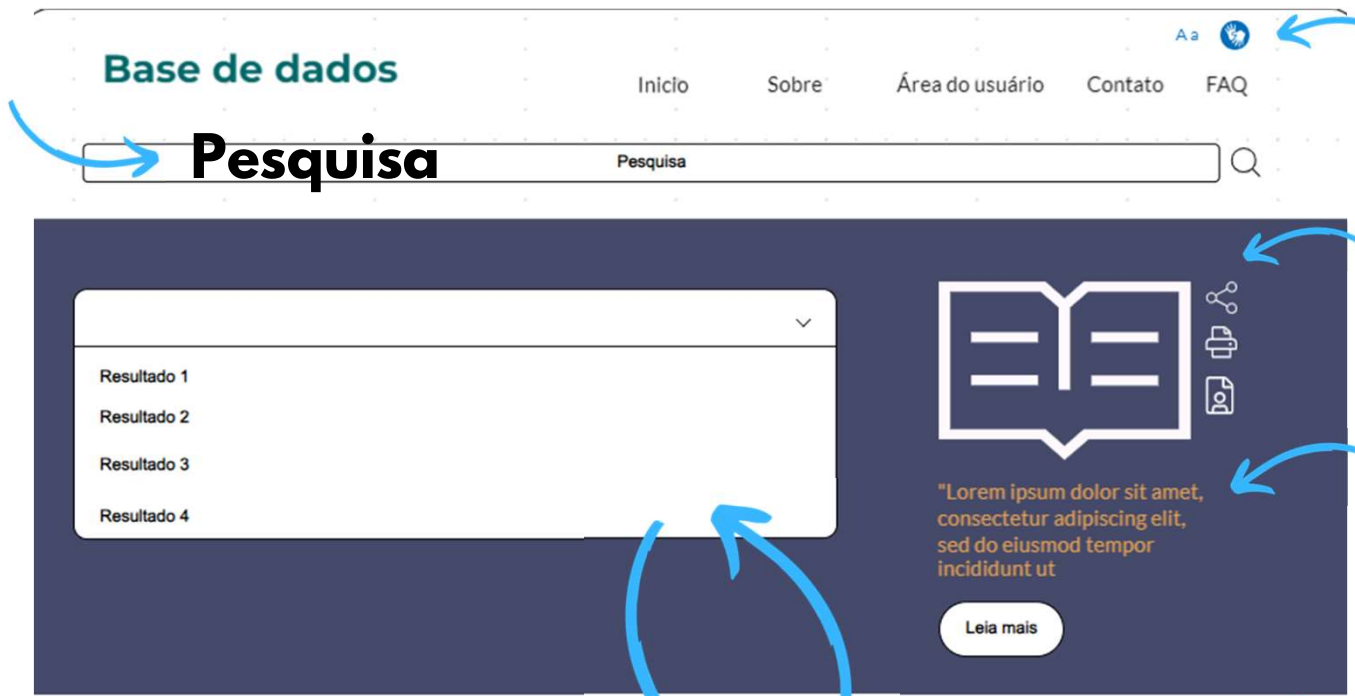 Aa
Base de dados
Inicio Sobre Área do usuário Contato FAQ
Pesquisa
Pesquisa
Resultado 1
Resultado 2
Resultado 3
Resultado 4
"Lorem ipsum dolor sit amet,
consectetur adipiscing elit,
sed do eiusmod tempor
incididunt ut
Leia mais